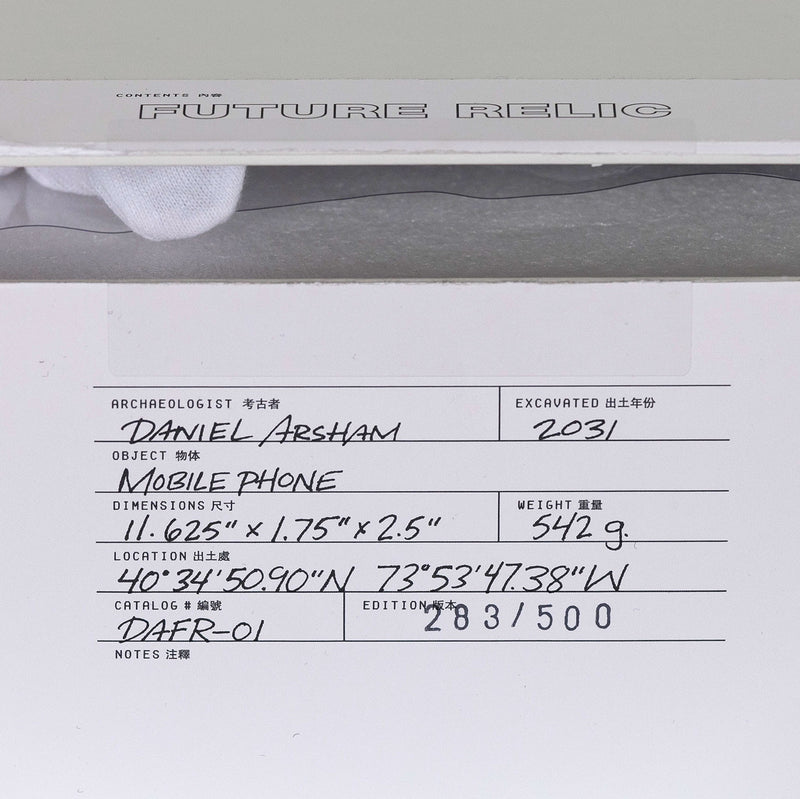 CONTENTS 內容
FUTURE RELIC
ARCHAEOLOGIST 考古者 EXCAVATED 出土年份
DANIEL ARSHAM 2031
OBJECT 物体
MOBILE PHONE
DIMENSIONS 尺寸 WEIGHT 重量
11.625" x 1.75" x 2.5" 542 g.
LOCATION 出土處
40°34'50.90"N 73°53'47.38"W
CATALOG # 編號 EDITION 版本
DAFR-01 283/500
NOTES 注釋